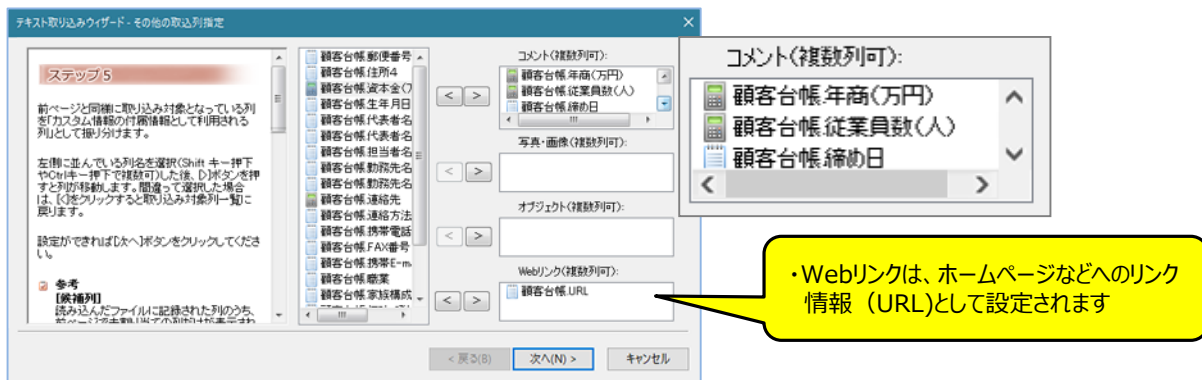 テキスト取り込みウィザード - その他の取込列指定
ステップ5
前ページと同様に取り込み対象となっている列
を「カスタム情報の付属情報として利用される
列」として振り分けます。
左側に並んでいる列名を選択(Shift キー押下
やCtrlキー押下で複数可)した後、[>]ボタンを押
すと列が移動します。間違って選択した場合
は、[<]をクリックすると取り込み対象列一覧に
戻ります。
設定ができれば[次へ]ボタンをクリックしてくださ
い。
参考
[候補列]
読み込んだファイルに記録された列のうち、
顧客台帳.郵便番号
顧客台帳.住所4
顧客台帳.資本金(万
顧客台帳.生年月日
顧客台帳.代表者名
顧客台帳.代表者名
顧客台帳.担当者名
顧客台帳.勤務先名
顧客台帳.勤務先名
顧客台帳.連絡先
顧客台帳.連絡方法
顧客台帳.携帯電話
顧客台帳.FAX番号
顧客台帳.携帯E-m
顧客台帳.職業
顧客台帳.家族構成
< >
< >
< >
< >
コメント(複数列可):
顧客台帳.年商(万円)
顧客台帳.従業員数(人)
顧客台帳.締め日
写真・画像(複数列可):
オブジェクト(複数列可):
Webリンク(複数列可):
顧客台帳.URL
< 戻る(B)
次へ(N) >
キャンセル
コメント(複数列可):
顧客台帳.年商(万円)
顧客台帳.従業員数(人)
顧客台帳.締め日
・Webリンクは、ホームページなどへのリンク
情報（URL)として設定されます